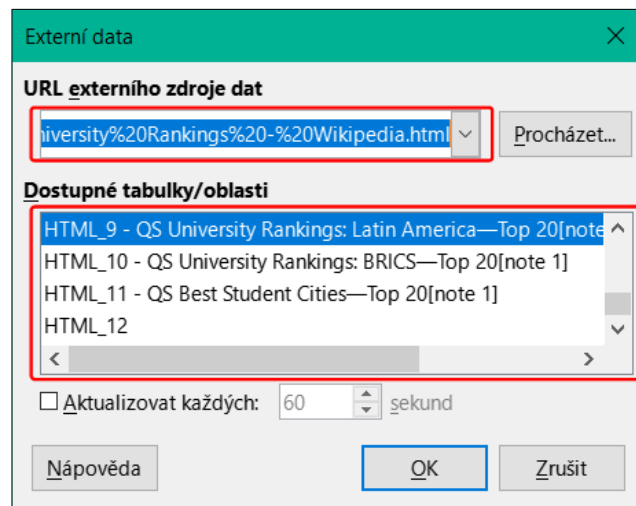 Externí data
URL externího zdroje dat
niversity%20Rankings%20-%20Wikipedia.html
Procházet...
Dostupné tabulky/oblasti
HTML_9 - QS University Rankings: Latin America—Top 20[note
HTML_10 - QS University Rankings: BRICS—Top 20[note 1]
HTML_11 - QS Best Student Cities—Top 20[note 1]
HTML_12
Aktualizovat každých: 60 sekund
Nápověda OK Zrušit